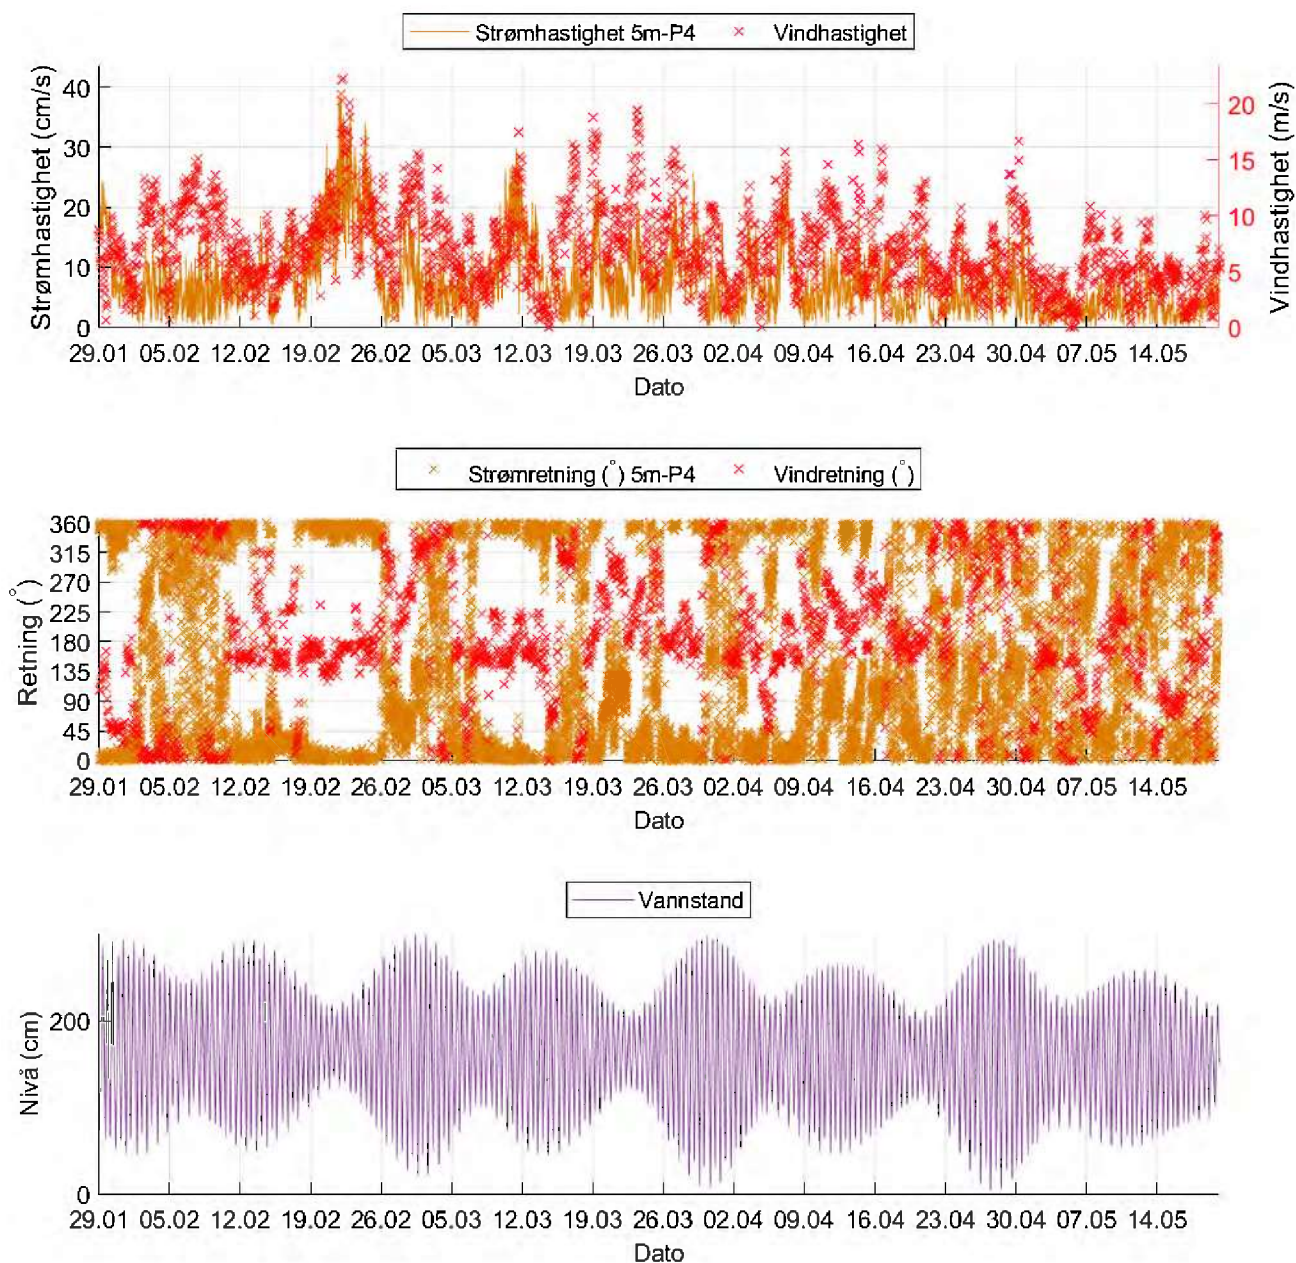 Strømhastighet 5m-P4 Vindhastighet
Strømhastighet (cm/s)
40
30
20
10
0
Vindhastighet (m/s)
20
15
10
5
0
29.01 05.02 12.02 19.02 26.02 05.03 12.03 19.03 26.03 02.04 09.04 16.04 23.04 30.04 07.05 14.05
Dato
Strømretning (°) 5m-P4 Vindretning (°)
Retning (°)
360
315
270
225
180
135
90
45
0
29.01 05.02 12.02 19.02 26.02 05.03 12.03 19.03 26.03 02.04 09.04 16.04 23.04 30.04 07.05 14.05
Dato
Vannstand
Nivå (cm)
200
0
29.01 05.02 12.02 19.02 26.02 05.03 12.03 19.03 26.03 02.04 09.04 16.04 23.04 30.04 07.05 14.05
Dato